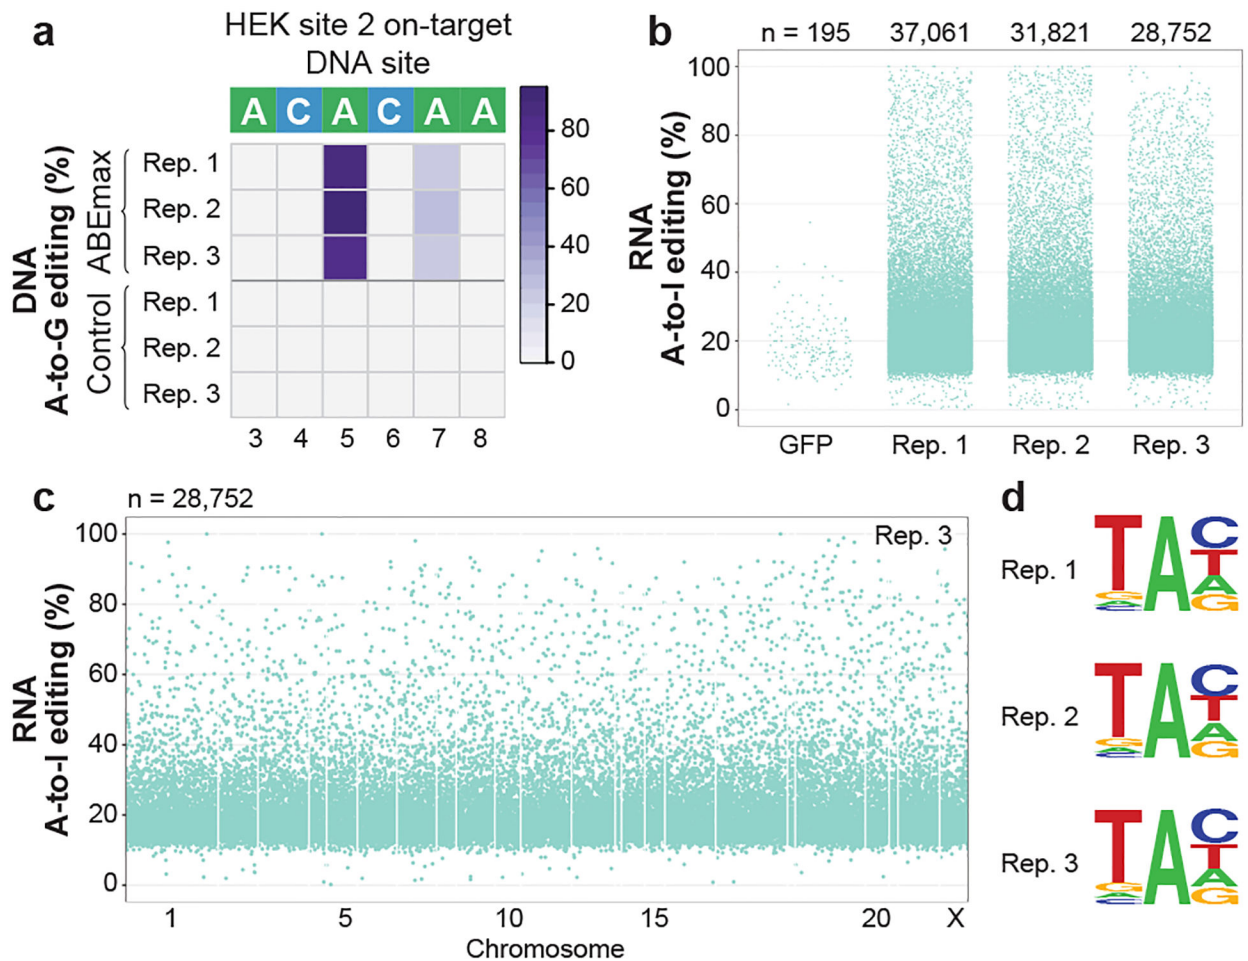 a
HEK site 2 on-target
DNA site
A C A C A A
DNA
A-to-G editing (%)
ABEmax
Rep. 1
Rep. 2
Rep. 3
Control
Rep. 1
Rep. 2
Rep. 3
3 4 5 6 7 8
80
60
40
20
0
b
n = 195 37,061 31,821 28,752
RNA
A-to-I editing (%)
100
80
60
40
20
0
GFP Rep. 1 Rep. 2 Rep. 3
c
n = 28,752
Rep. 3
RNA
A-to-I editing (%)
100
80
60
40
20
0
1 5 10 15 20 X
Chromosome
d
Rep. 1
T G A C A C T A G
Rep. 2
T G A C A C T A G
Rep. 3
T G A C A C T A G